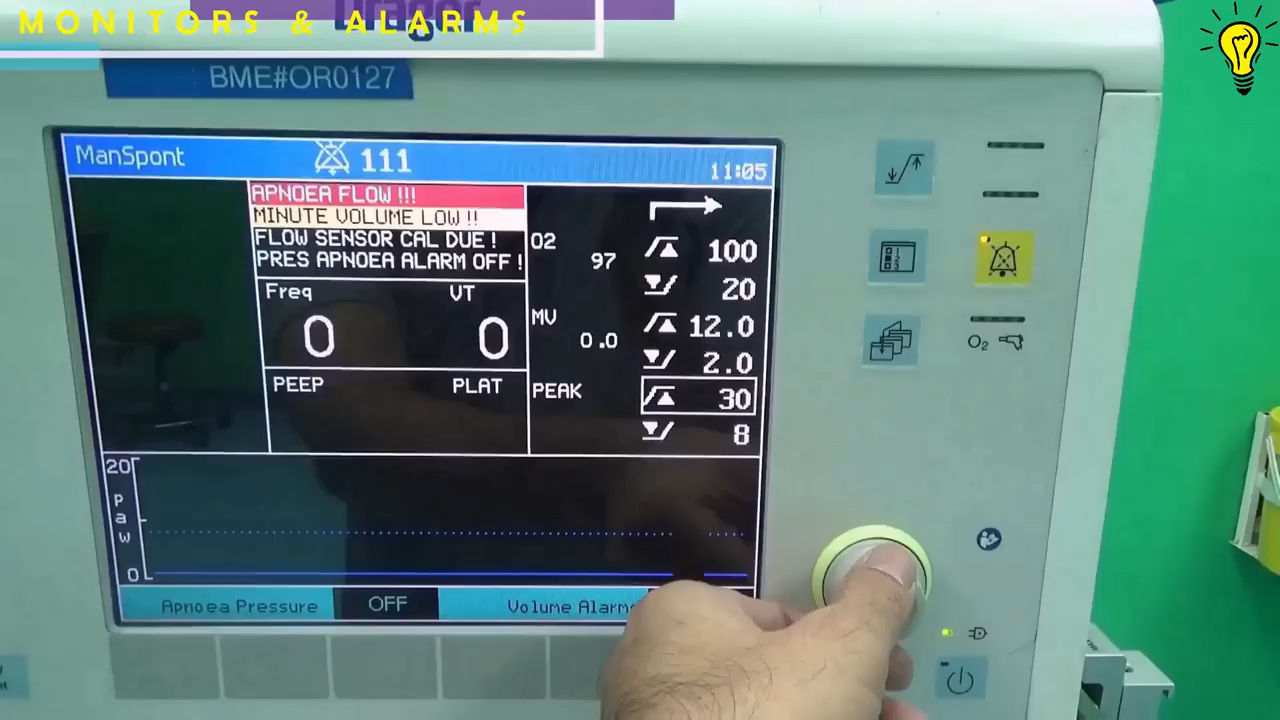 MONITORS & ALARMS
Dräger
BME#OR0127
ManSpont 111 11:05
APNOEA FLOW !!!
MINUTE VOLUME LOW !!
FLOW SENSOR CAL DUE !
PRES APNOEA ALARM OFF !
O2 97 100
20
Freq VT
0 0
MV 0.0 12.0
2.0
PEEP PLAT
PEAK 30
8
20
Paw
0
Apnoea Pressure OFF Volume Alarms
O2